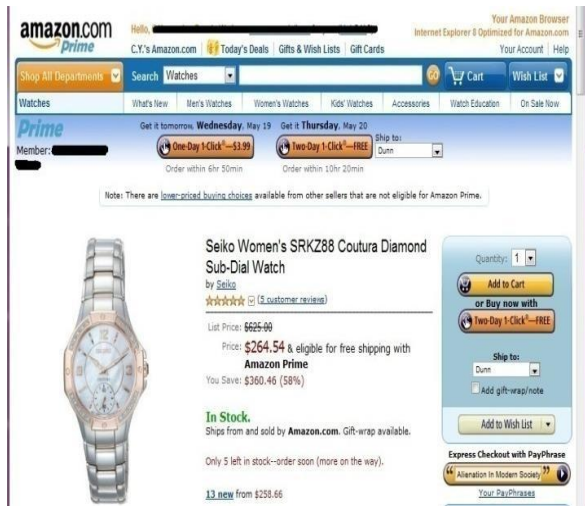 amazon.com
Prime
Hello,
Your Amazon Browser
Internet Explorer 8 Optimized for Amazon.com
C.Y.'s Amazon.com Today's Deals Gifts & Wish Lists Gift Cards
Your Account Help
Shop All Departments Search Watches GO Cart Wish List
Watches What's New Men's Watches Women's Watches Kids' Watches Accessories Watch Education On Sale Now
Prime
Member:
Get it tomorrow, Wednesday, May 19 Get it Thursday, May 20
Ship to:
One-Day 1-Click®—$3.99 Two-Day 1-Click®—FREE Dunn
Order within 6hr 50min Order within 10hr 20min
Note: There are lower-priced buying choices available from other sellers that are not eligible for Amazon Prime.
Seiko Women's SRKZ88 Coutura Diamond
Sub-Dial Watch
by Seiko
(5 customer reviews)
List Price: $625.00
Price: $264.54 & eligible for free shipping with
Amazon Prime
You Save: $360.46 (58%)
In Stock.
Ships from and sold by Amazon.com. Gift-wrap available.
Only 5 left in stock--order soon (more on the way).
13 new from $258.66
Quantity: 1
Add to Cart
or Buy now with
Two-Day 1-Click®—FREE
Ship to:
Dunn
Add gift-wrap/note
Add to Wish List
Express Checkout with PayPhrase
“ Alienation In Modern Society ”
Your PayPhrases